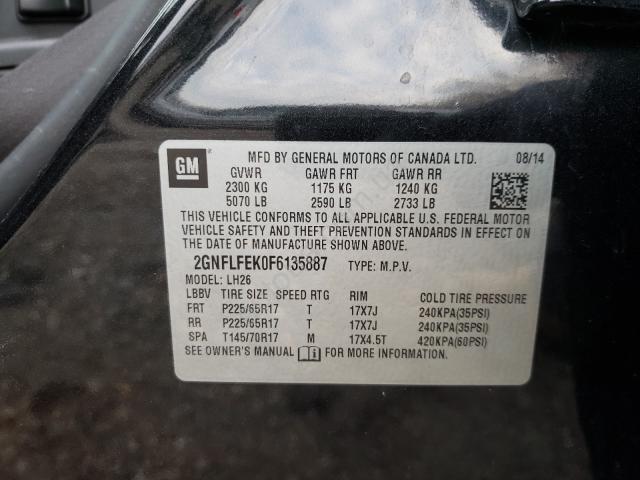 GM
MFD BY GENERAL MOTORS OF CANADA LTD. 08/14
GVWR GAWR FRT GAWR RR
2300 KG 1175 KG 1240 KG
5070 LB 2590 LB 2733 LB
THIS VEHICLE CONFORMS TO ALL APPLICABLE U.S. FEDERAL MOTOR
VEHICLE SAFETY AND THEFT PREVENTION STANDARDS IN EFFECT ON
THE DATE OF MANUFACTURE SHOWN ABOVE.
2GNFLFEK0F6135887 TYPE: M.P.V.
MODEL: LH26
LBBV TIRE SIZE SPEED RTG RIM COLD TIRE PRESSURE
FRT P225/65R17 T 17X7J 240KPA(35PSI)
RR P225/65R17 T 17X7J 240KPA(35PSI)
SPA T145/70R17 M 17X4.5T 420KPA(60PSI)
SEE OWNER'S MANUAL FOR MORE INFORMATION.